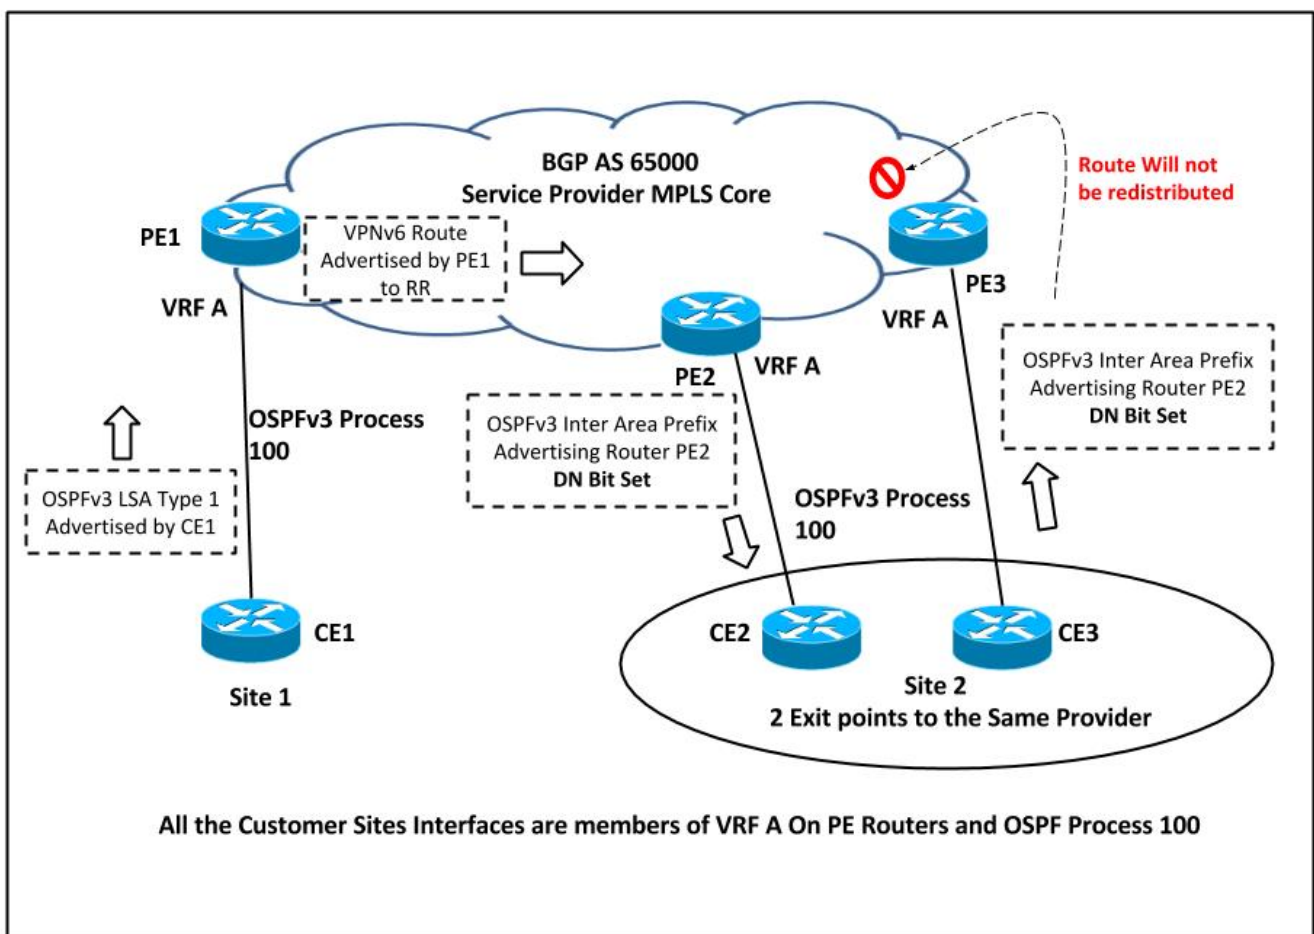 BGP AS 65000
Service Provider MPLS Core
Route Will not
be redistributed
PE1
VPNv6 Route
Advertised by PE1
to RR
PE3
VRF A
VRF A
PE2
VRF A
OSPFv3 Inter Area Prefix
Advertising Router PE2
DN Bit Set
OSPFv3 Process
100
OSPFv3 Inter Area Prefix
Advertising Router PE2
DN Bit Set
OSPFv3 LSA Type 1
Advertised by CE1
OSPFv3 Process
100
CE1
CE2
CE3
Site 1
Site 2
2 Exit points to the Same Provider
All the Customer Sites Interfaces are members of VRF A On PE Routers and OSPF Process 100